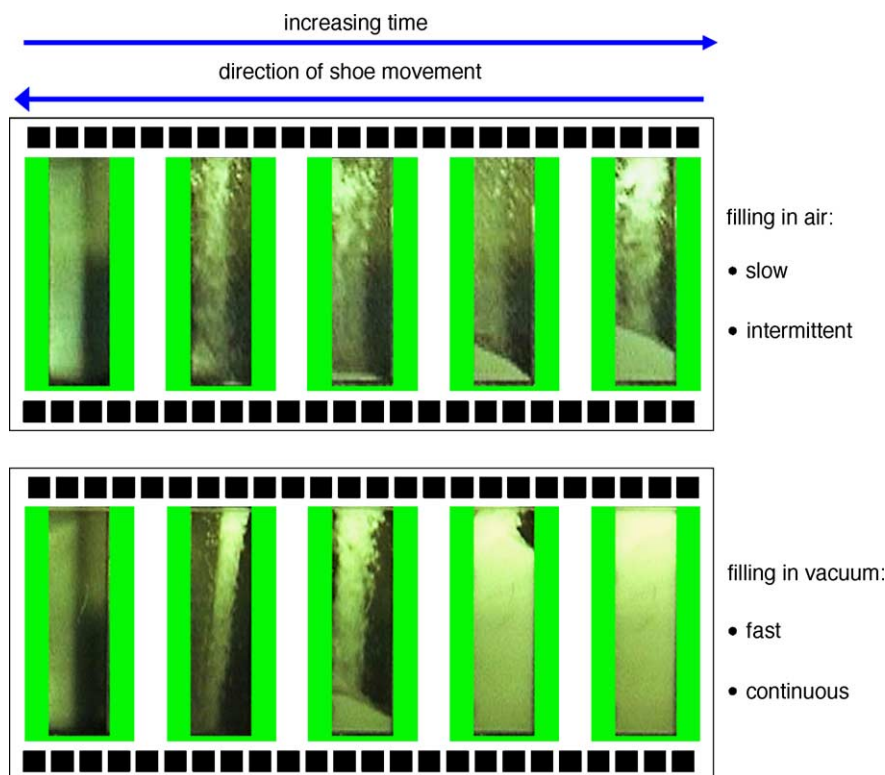 increasing time
direction of shoe movement
filling in air:
• slow
• intermittent
filling in vacuum:
• fast
• continuous